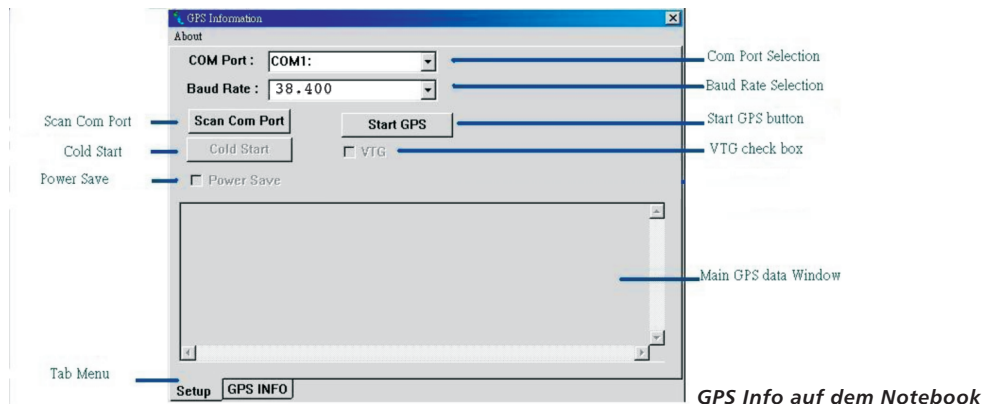 GPS Information
About
COM Port : COM1:
Com Port Selection
Baud Rate : 38.400
Baud Rate Selection
Scan Com Port
Scan Com Port
Start GPS
Start GPS button
Cold Start
Cold Start
VTG
VTG check box
Power Save
Power Save
Main GPS data Window
Tab Menu
Setup GPS INFO
GPS Info auf dem Notebook